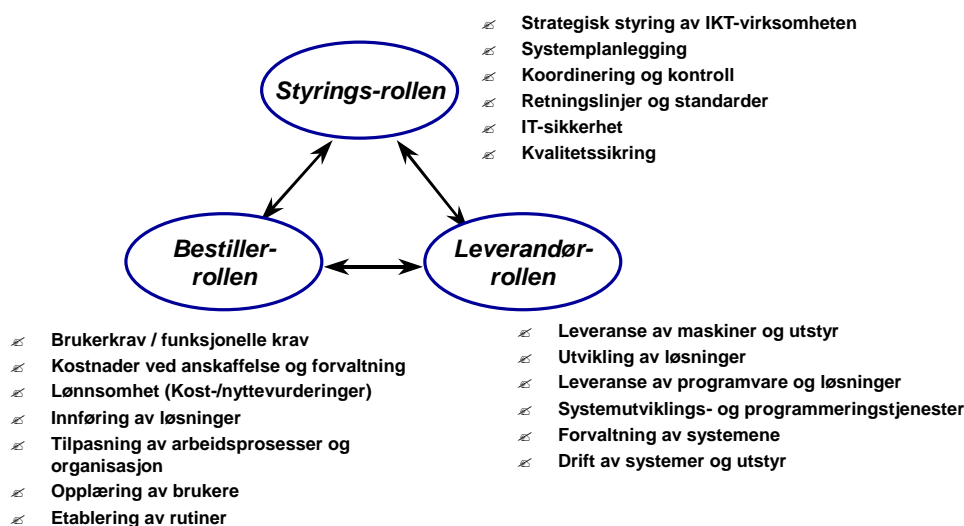 Strategisk styring av IKT-virksomheten
Systemplanlegging
Koordinering og kontroll
Retningslinjer og standarder
IT-sikkerhet
Kvalitetssikring
Styrings-rollen
Bestiller-
rollen
Leverandør-
rollen
Brukerkrav / funksjonelle krav
Kostnader ved anskaffelse og forvaltning
Lønnsomhet (Kost-/nyttevurderinger)
Innføring av løsninger
Tilpasning av arbeidsprosesser og
organisasjon
Opplæring av brukere
Etablering av rutiner
Leveranse av maskiner og utstyr
Utvikling av løsninger
Leveranse av programvare og løsninger
Systemutviklings- og programmeringstjenester
Forvaltning av systemene
Drift av systemer og utstyr